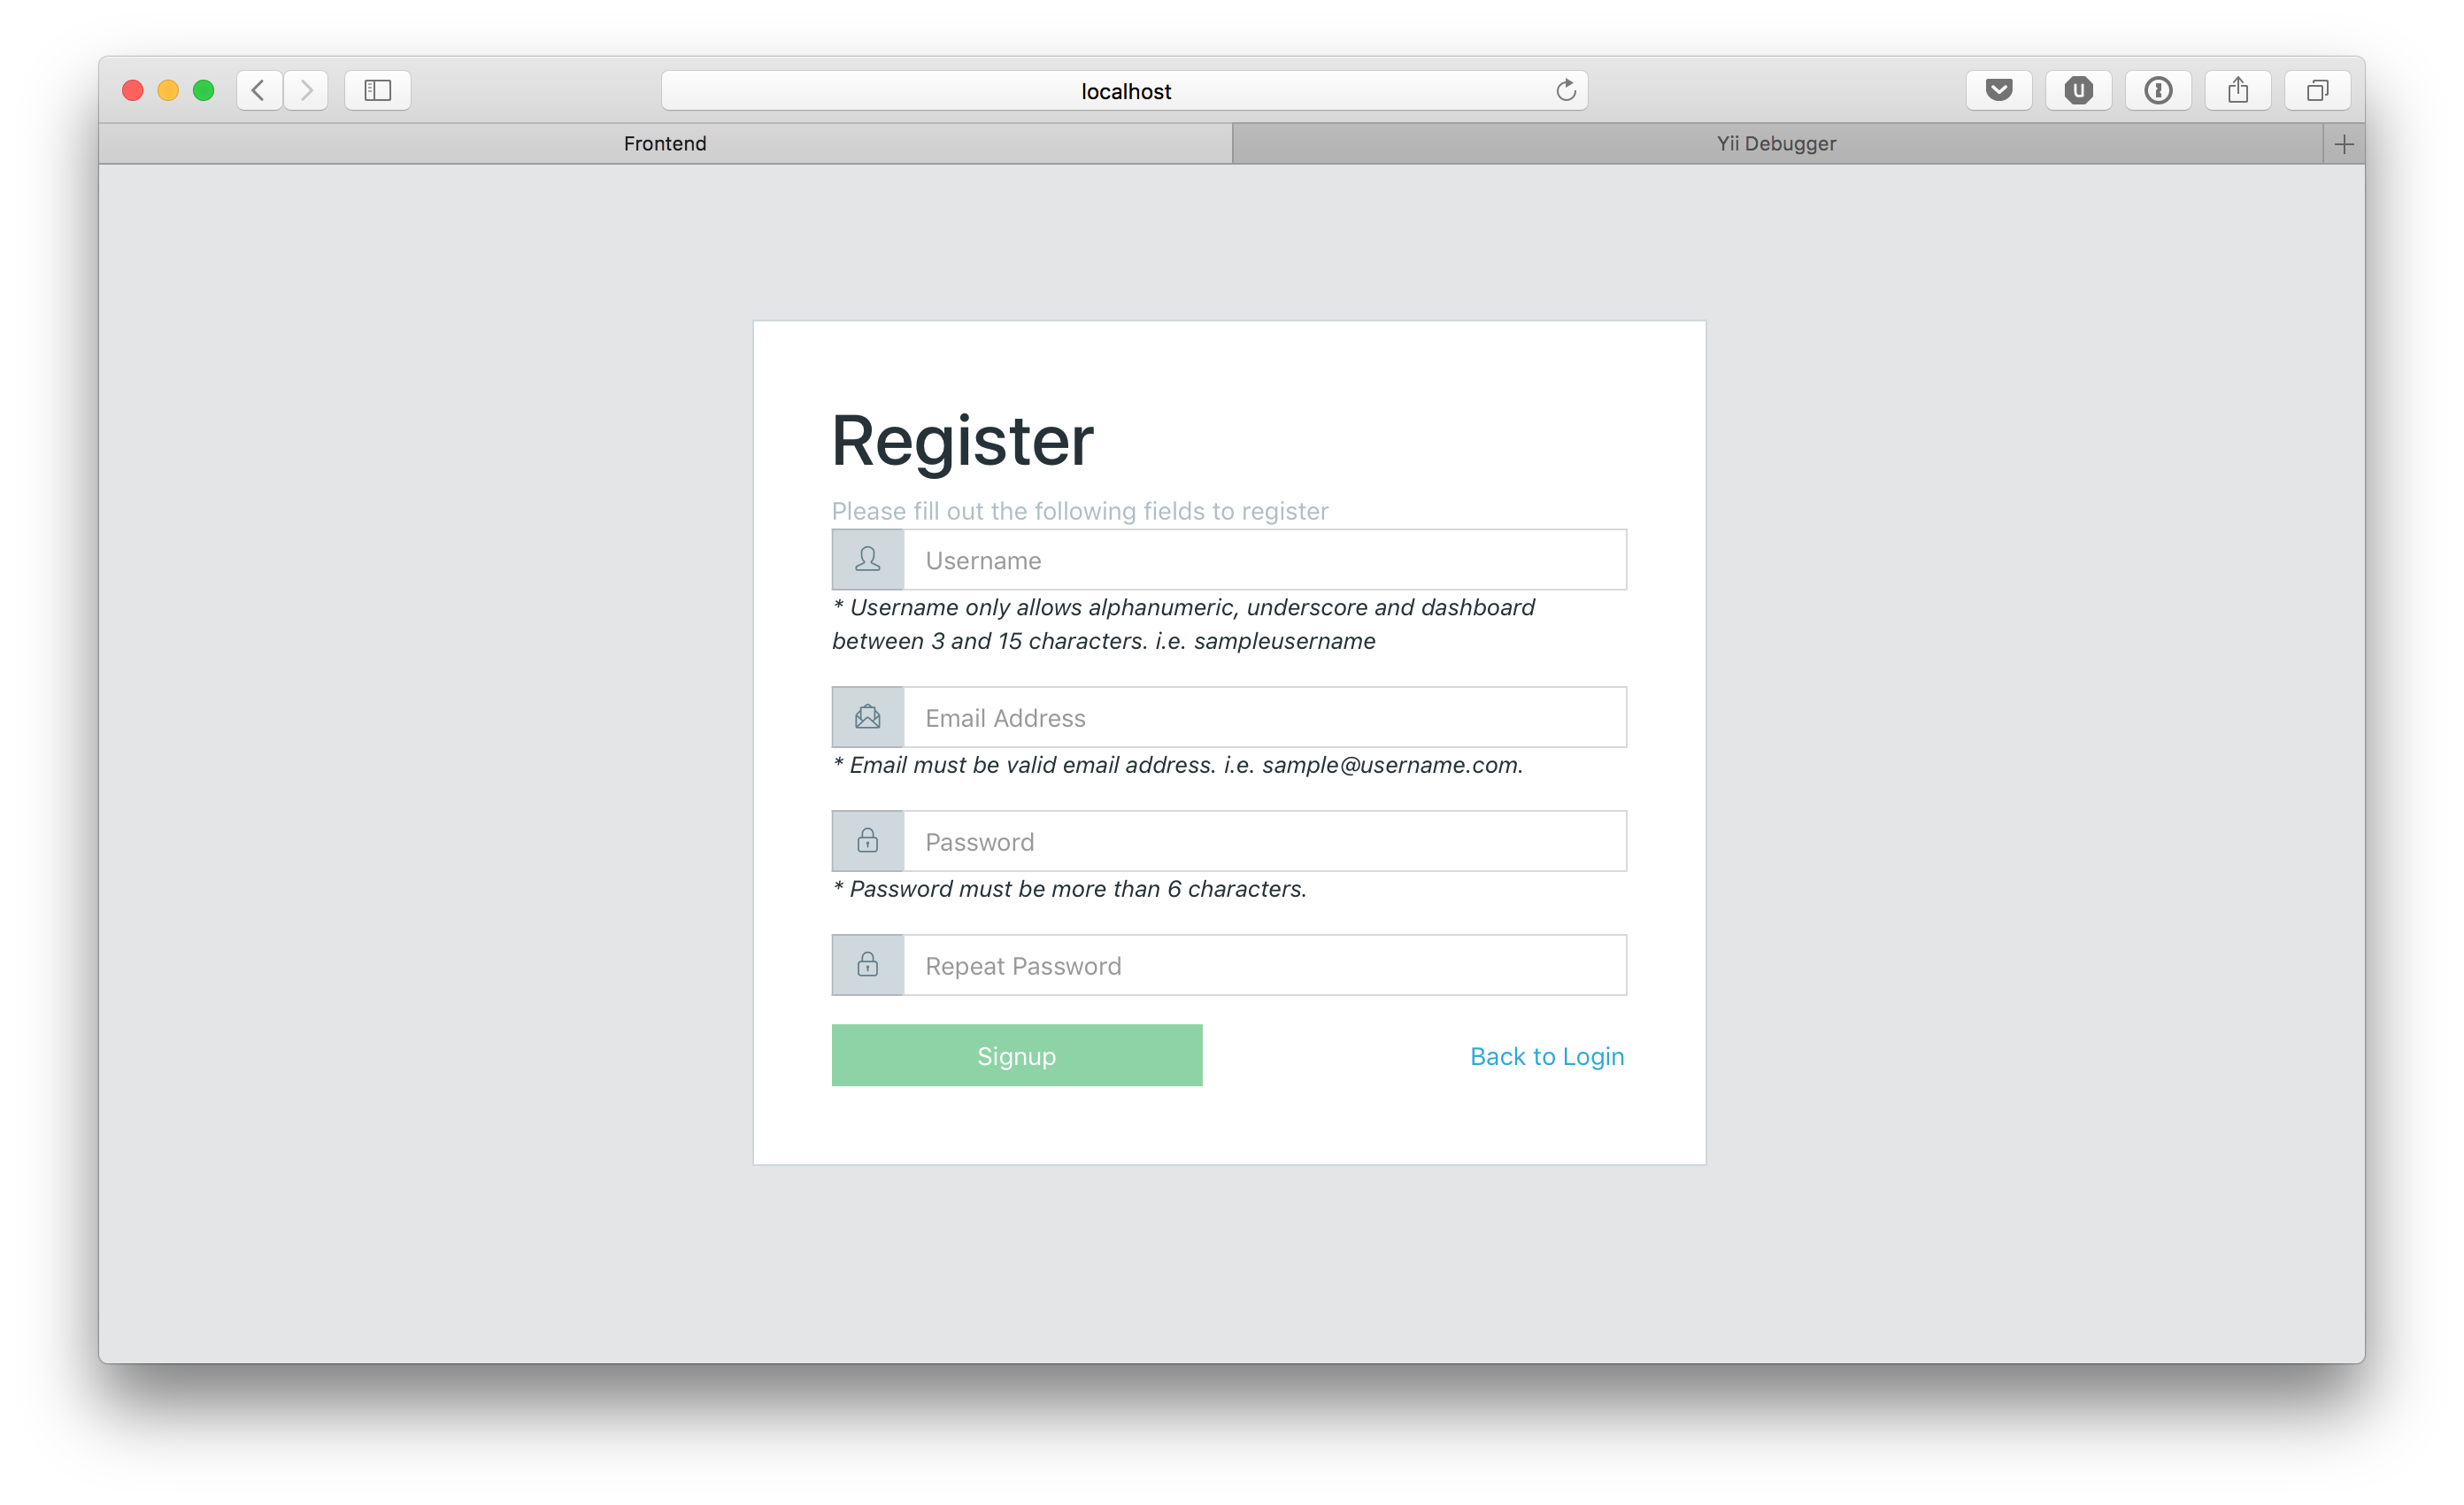 localhost
Frontend
Yii Debugger
Register
Please fill out the following fields to register
Username
* Username only allows alphanumeric, underscore and dashboard
between 3 and 15 characters. i.e. sampleusername
Email Address
* Email must be valid email address. i.e. sample@username.com.
Password
* Password must be more than 6 characters.
Repeat Password
Signup
Back to Login